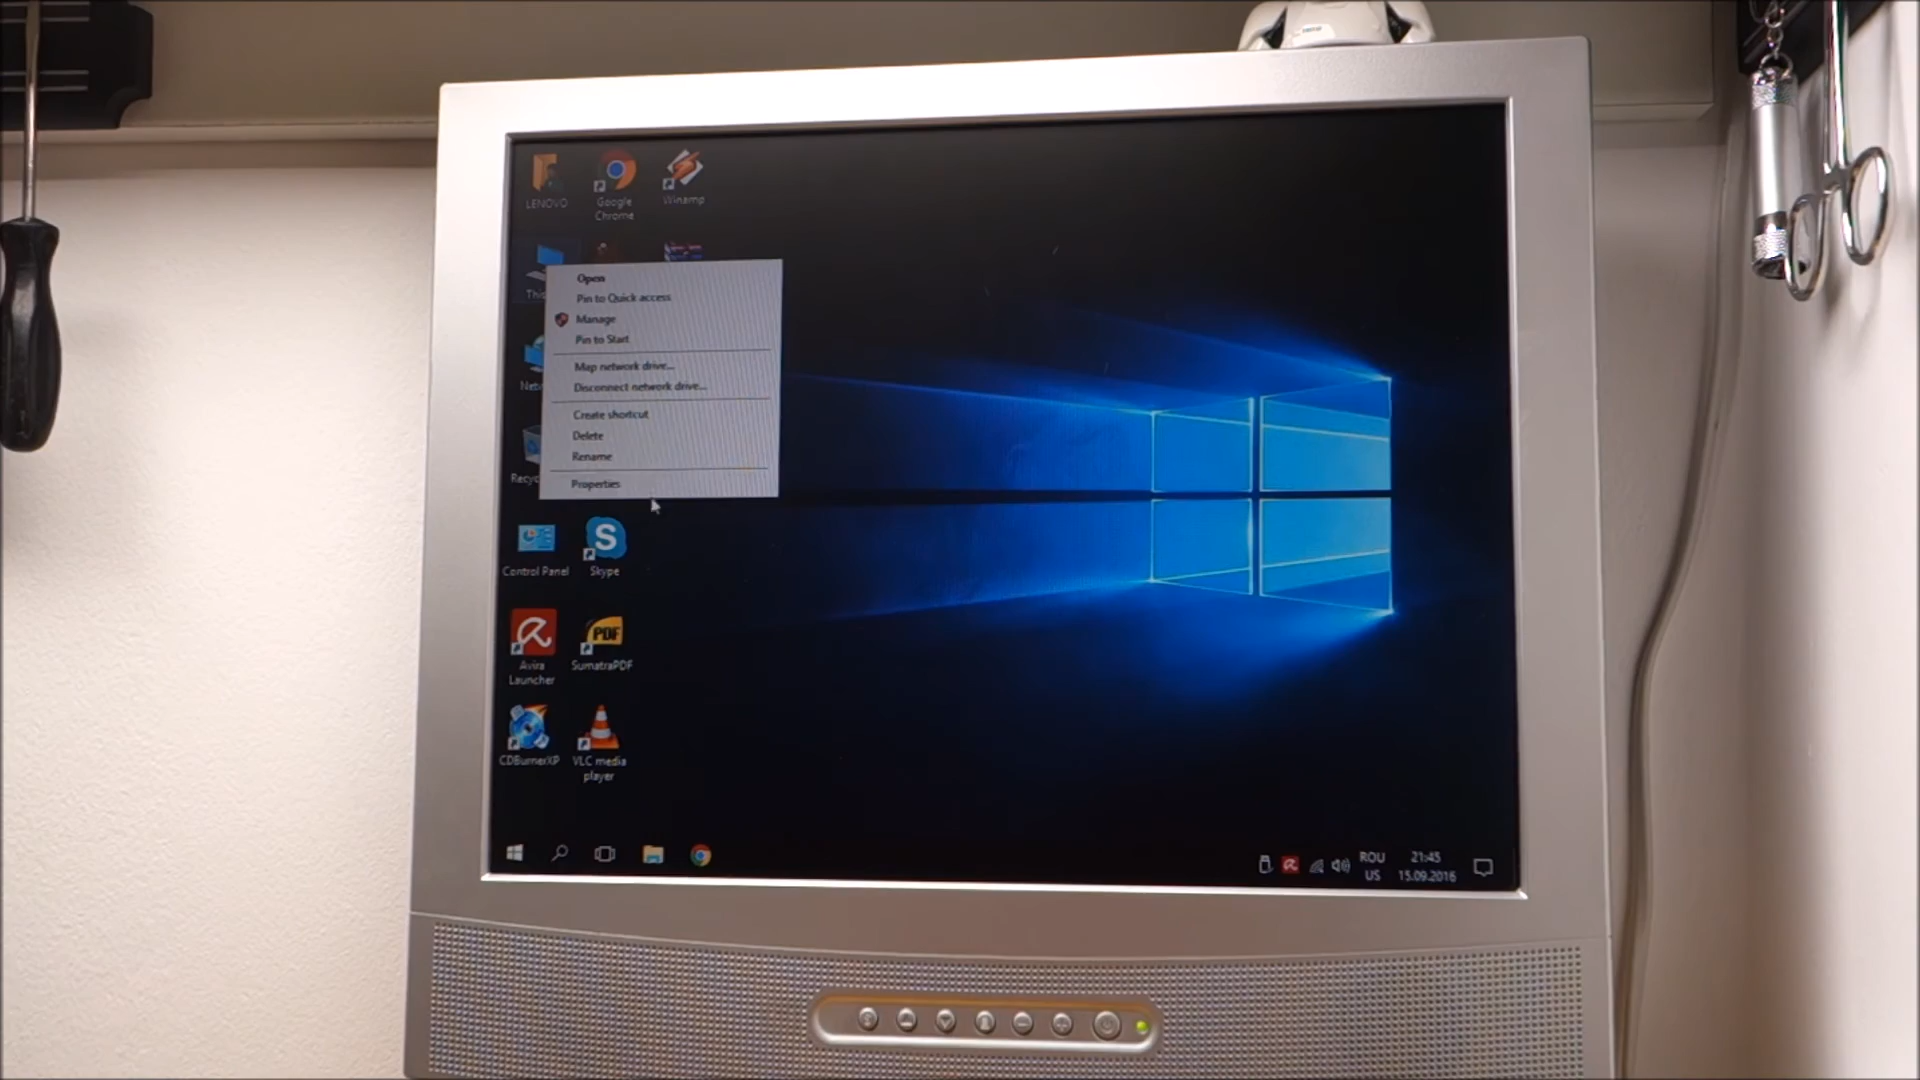 LENOVO
Google
Chrome
Winamp
Open
Pin to Quick access
Manage
Pin to Start
Map network drive...
Disconnect network drive...
Create shortcut
Delete
Rename
Properties
Control Panel
Skype
S
Avira
Launcher
PDF
SumatraPDF
CDBurnerXP
VLC media
player
ROU
US
21:45
15.09.2016